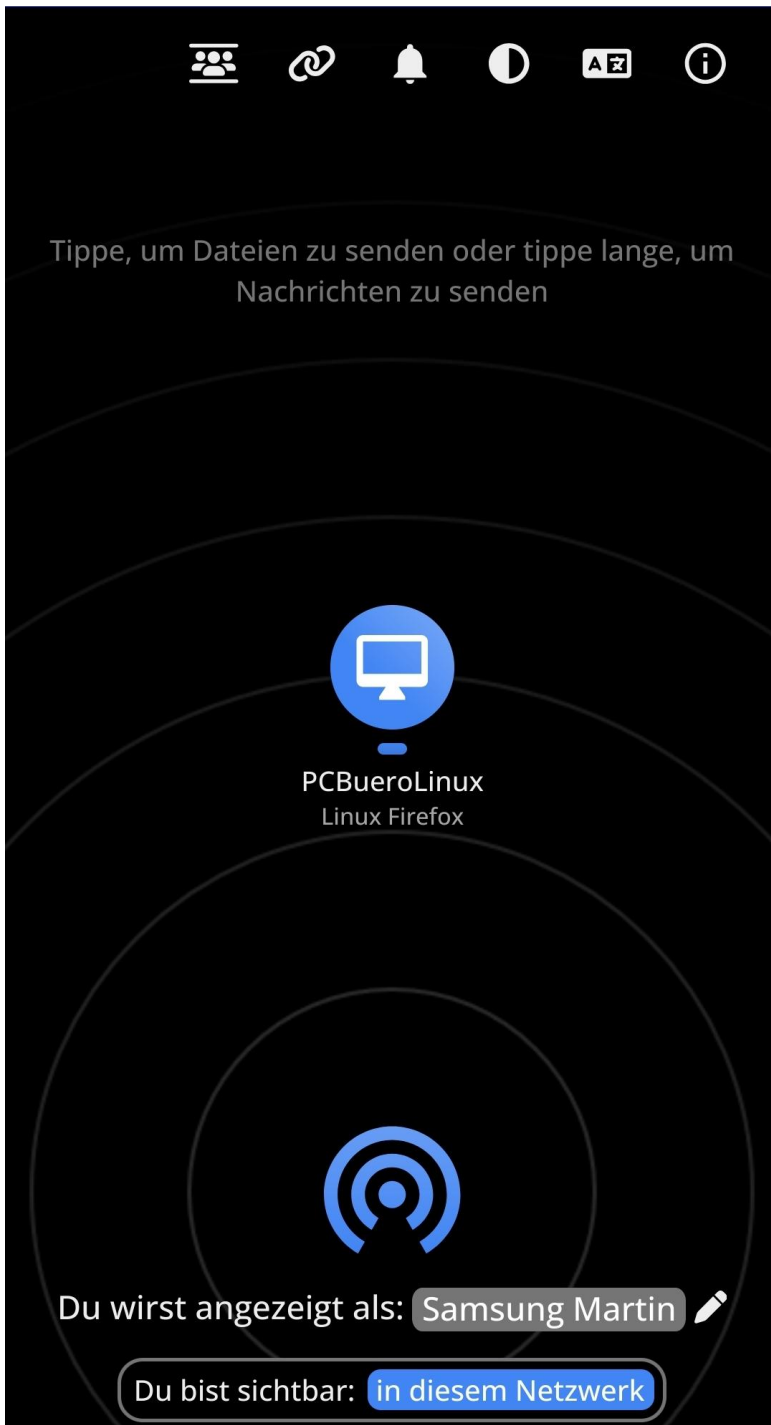 Tippe, um Dateien zu senden oder tippe lange, um
Nachrichten zu senden
PCBueroLinux
Linux Firefox
Du wirst angezeigt als: Samsung Martin
Du bist sichtbar: in diesem Netzwerk